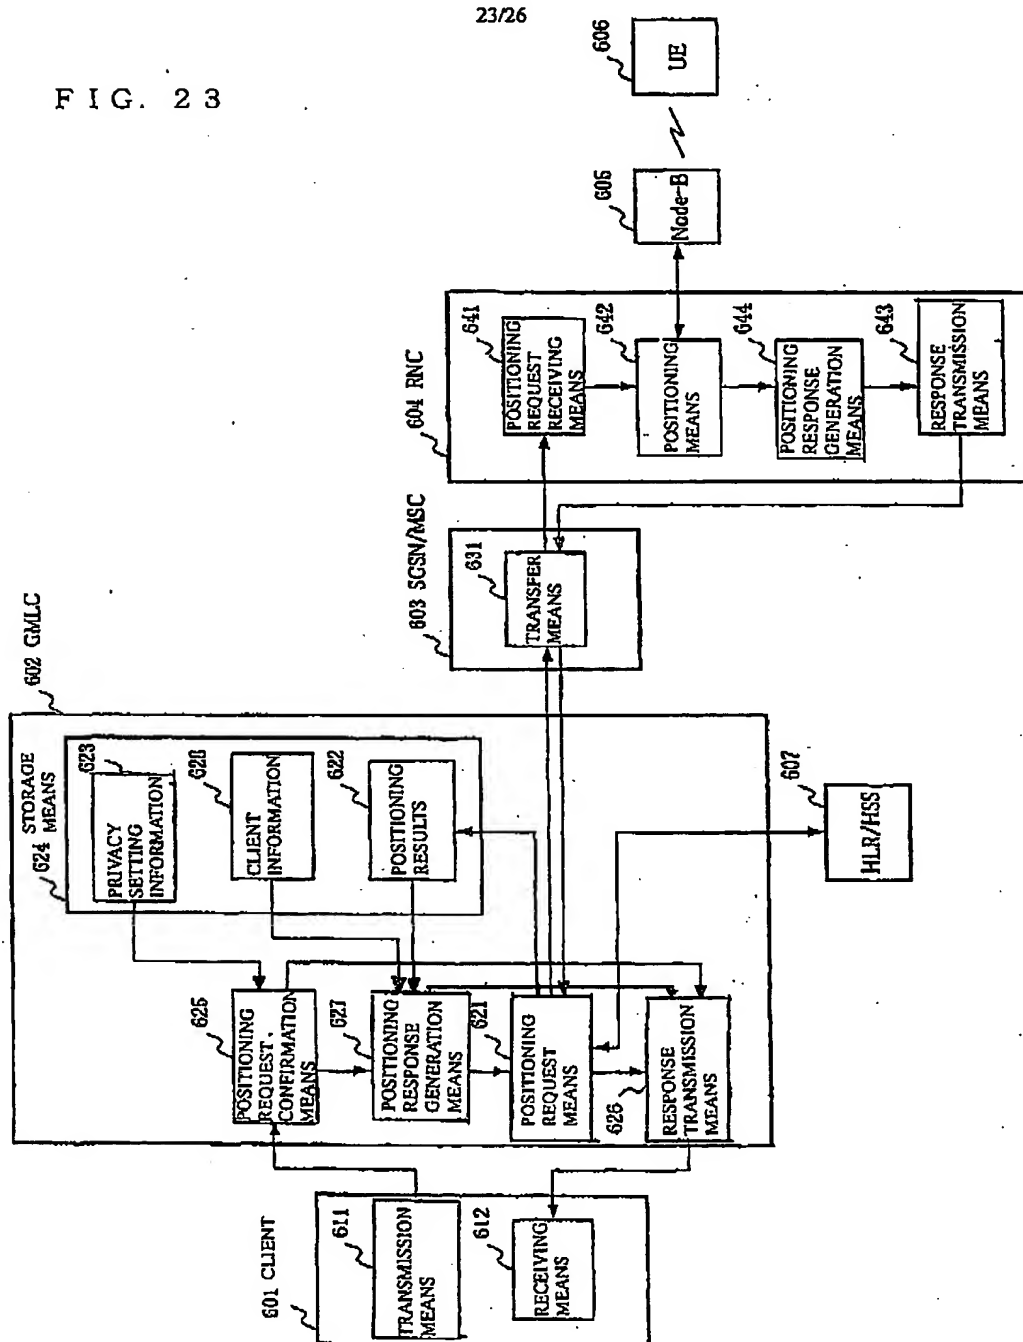 23/26
FIG. 23
601 CLIENT
611
TRANSMISSION
MEANS
612
RECEIVING
MEANS
602 GMLC
624 STORAGE
MEANS
623
PRIVACY
SETTING
INFORMATION
628
CLIENT
INFORMATION
622
POSITIONING
RESULTS
625
POSITIONING
REQUEST
CONFIRMATION
MEANS
627
POSITIONING
RESPONSE
GENERATION
MEANS
621
POSITIONING
REQUEST
MEANS
626
RESPONSE
TRANSMISSION
MEANS
607
HLR/HSS
603 SGSN/MSC
631
TRANSFER
MEANS
604 RNC
641
POSITIONING
REQUEST
RECEIVING
MEANS
642
POSITIONING
MEANS
644
POSITIONING
RESPONSE
GENERATION
MEANS
643
RESPONSE
TRANSMISSION
MEANS
605
Node-B
606
UE